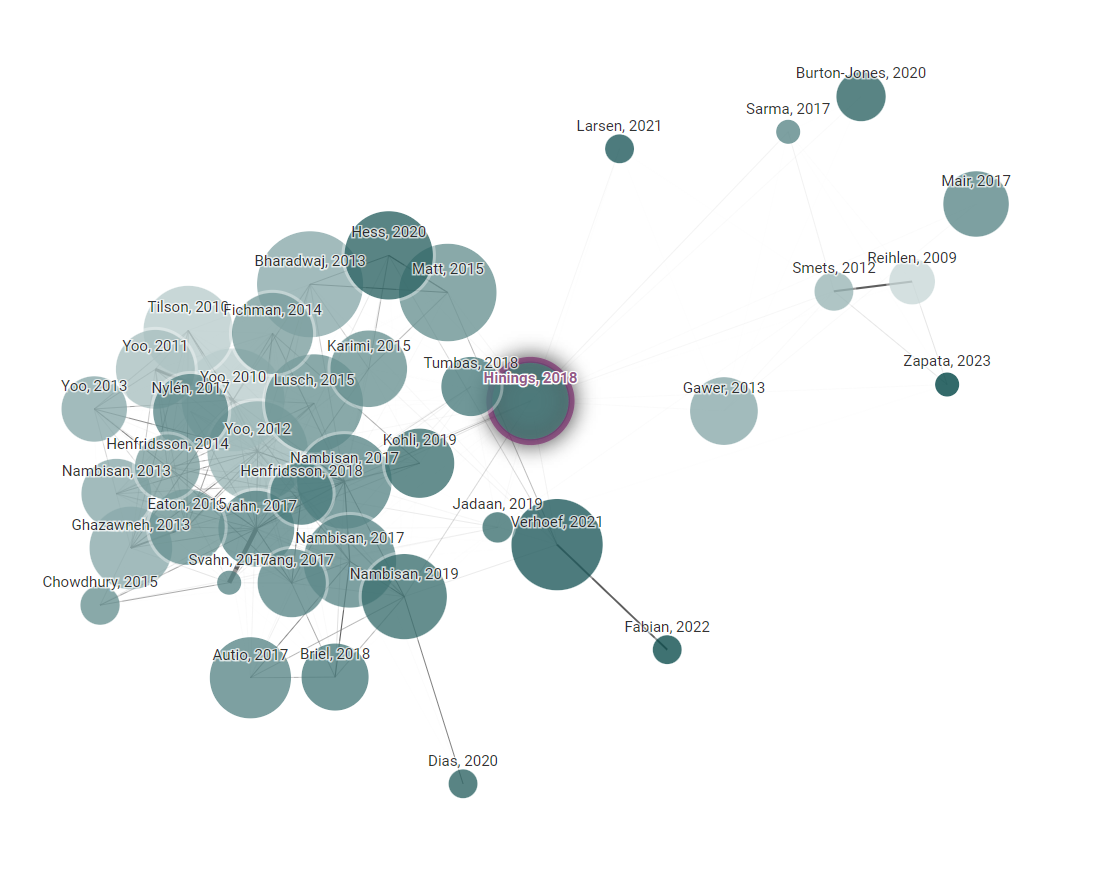 Burton-Jones, 2020
Sarma, 2017
Larsen, 2021
Mair, 2017
Hess, 2020
Reihlen, 2009
Bharadwaj, 2013
Matt, 2015
Smets, 2012
Tilson, 2010
Fichman, 2014
Yoo, 2011
Karimi, 2015
Zapata, 2023
Tumbas, 2018
Yoo, 2010
Hinings, 2018
Lusch, 2015
Yoo, 2013
Nylén, 2017
Gawer, 2013
Yoo, 2012
Henfridsson, 2014
Kohli, 2019
Nambisan, 2017
Nambisan, 2013
Henfridsson, 2018
Eaton, 2015
Svahn, 2017
Jadaan, 2019
Ghazawneh, 2013
Verhoef, 2021
Nambisan, 2017
Svahn, 2017
ang, 2017
Nambisan, 2019
Chowdhury, 2015
Fabian, 2022
Autio, 2017
Briel, 2018
Dias, 2020